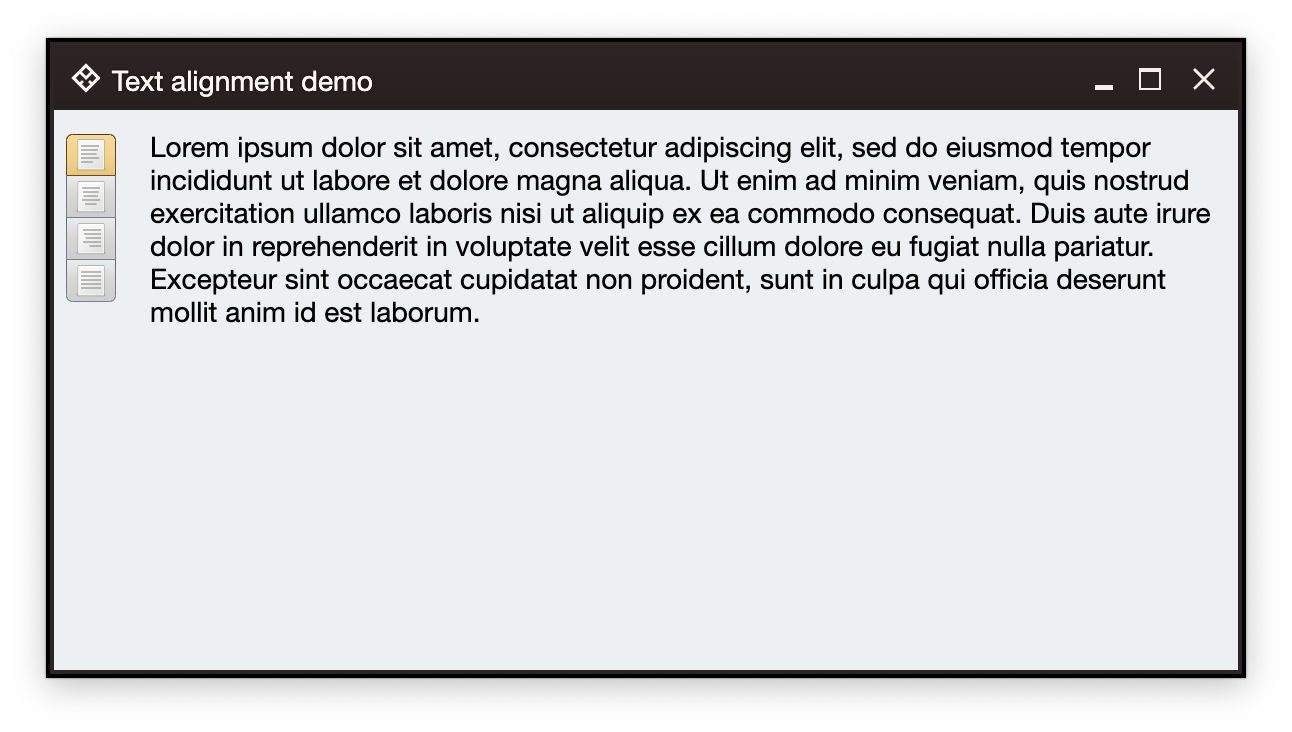 Text alignment demo
Lorem ipsum dolor sit amet, consectetur adipiscing elit, sed do eiusmod tempor
incididunt ut labore et dolore magna aliqua. Ut enim ad minim veniam, quis nostrud
exercitation ullamco laboris nisi ut aliquip ex ea commodo consequat. Duis aute irure
dolor in reprehenderit in voluptate velit esse cillum dolore eu fugiat nulla pariatur.
Excepteur sint occaecat cupidatat non proident, sunt in culpa qui officia deserunt
mollit anim id est laborum.